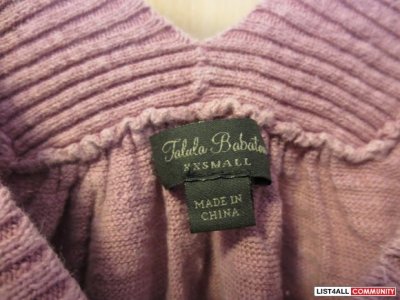 Talula Babaton
XXSMALL
MADE IN
CHINA
LIST4ALL COMMUNITY